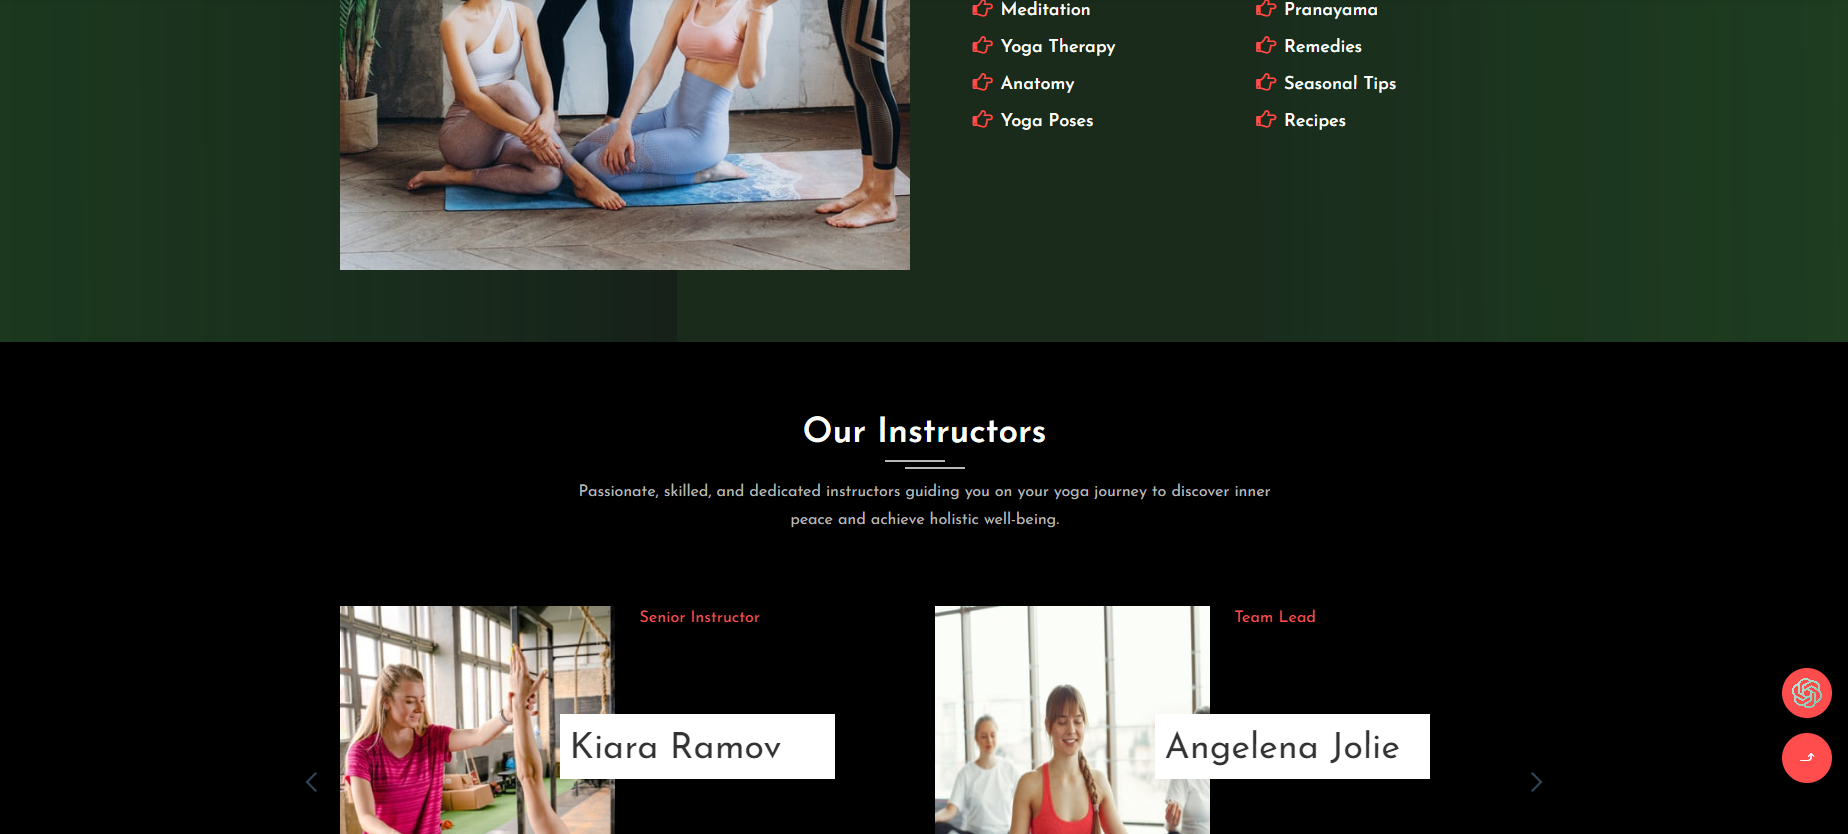 Meditation
Pranayama
Yoga Therapy
Remedies
Anatomy
Seasonal Tips
Yoga Poses
Recipes
Our Instructors
Passionate, skilled, and dedicated instructors guiding you on your yoga journey to discover inner
peace and achieve holistic well-being.
Senior Instructor
Team Lead
Kiara Ramov
Angelena Jolie